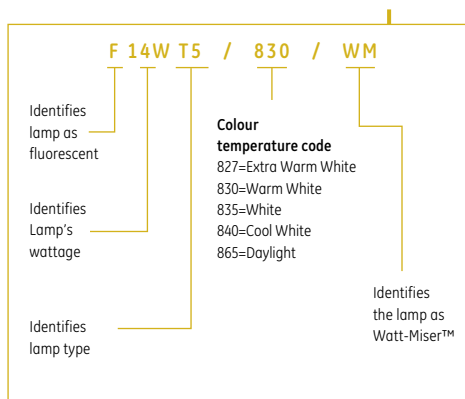 F 14W T5 / 830 / WM
Identifies
lamp as
fluorescent
Identifies
Lamp's
wattage
Identifies
lamp type
Colour
temperature code
827=Extra Warm White
830=Warm White
835=White
840=Cool White
865=Daylight
Identifies
the lamp as
Watt-Miser™